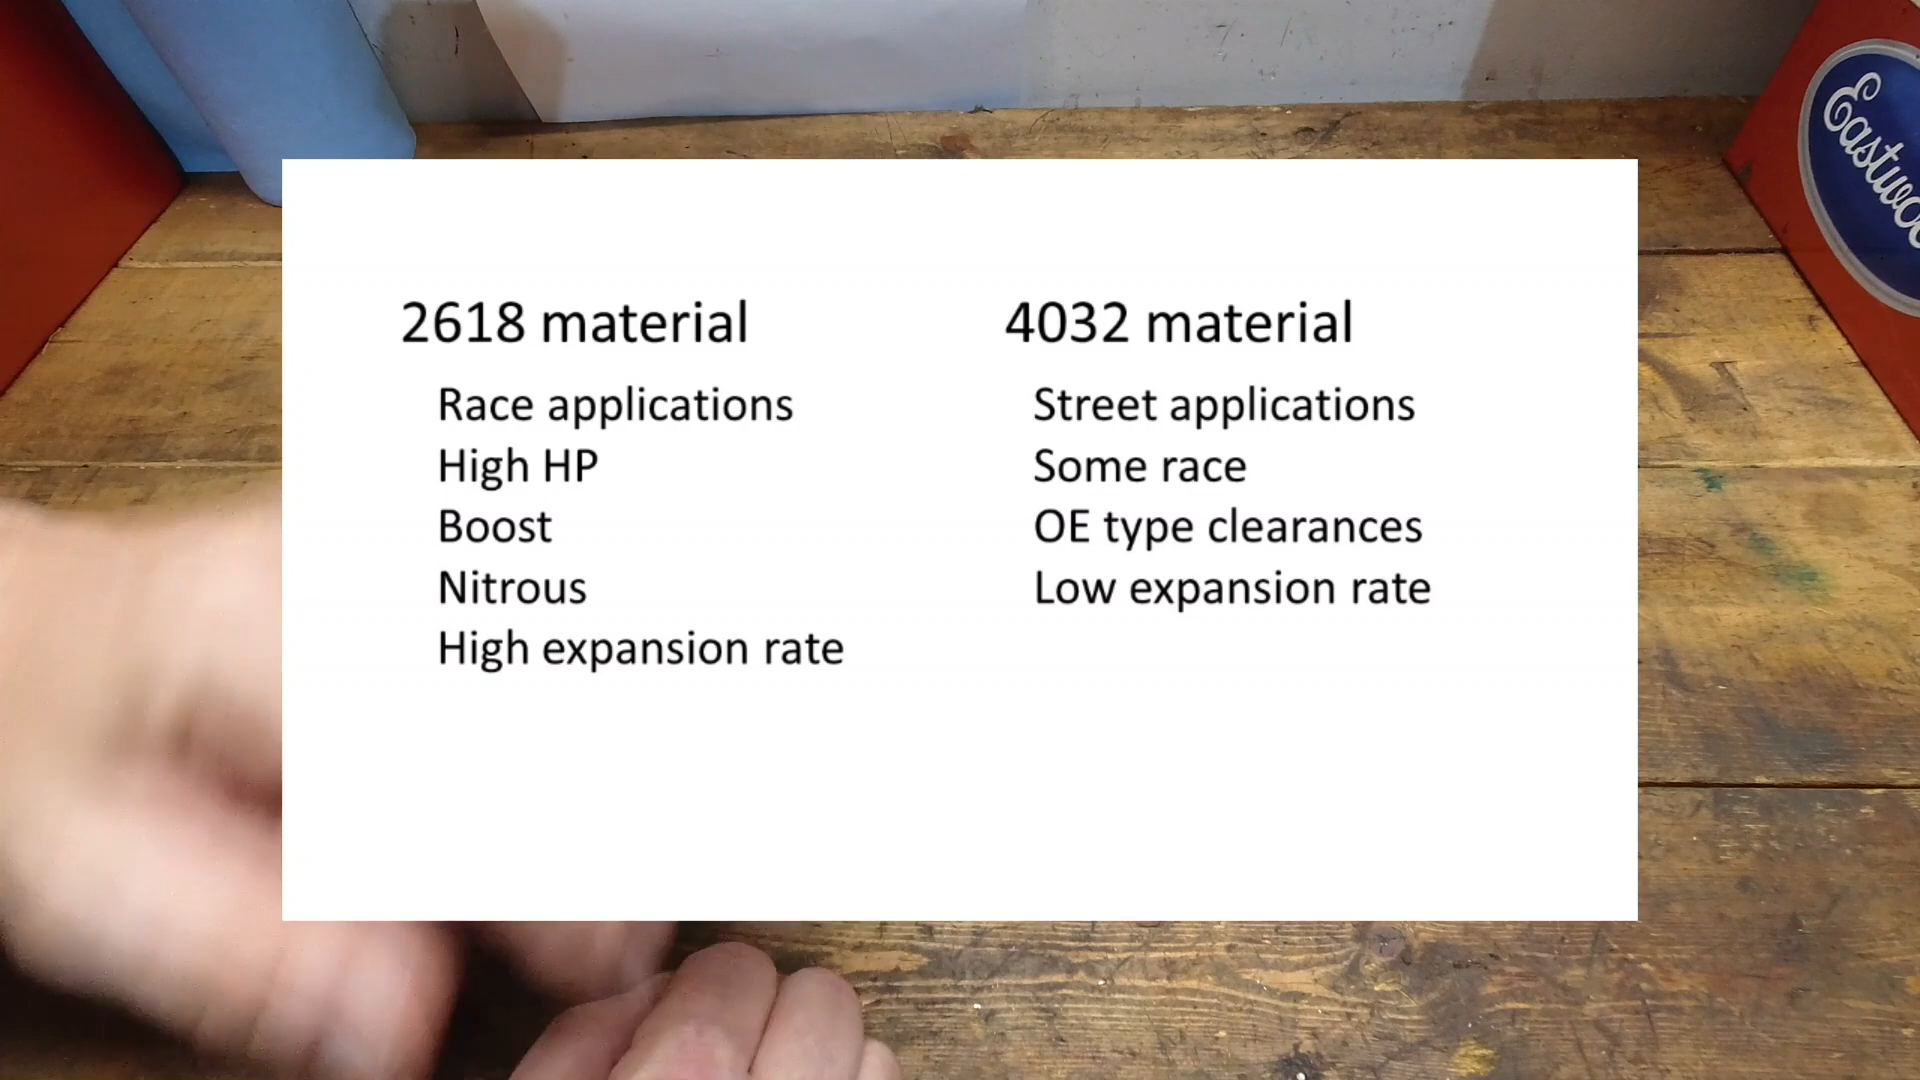 2618 material
Race applications
High HP
Boost
Nitrous
High expansion rate
4032 material
Street applications
Some race
OE type clearances
Low expansion rate